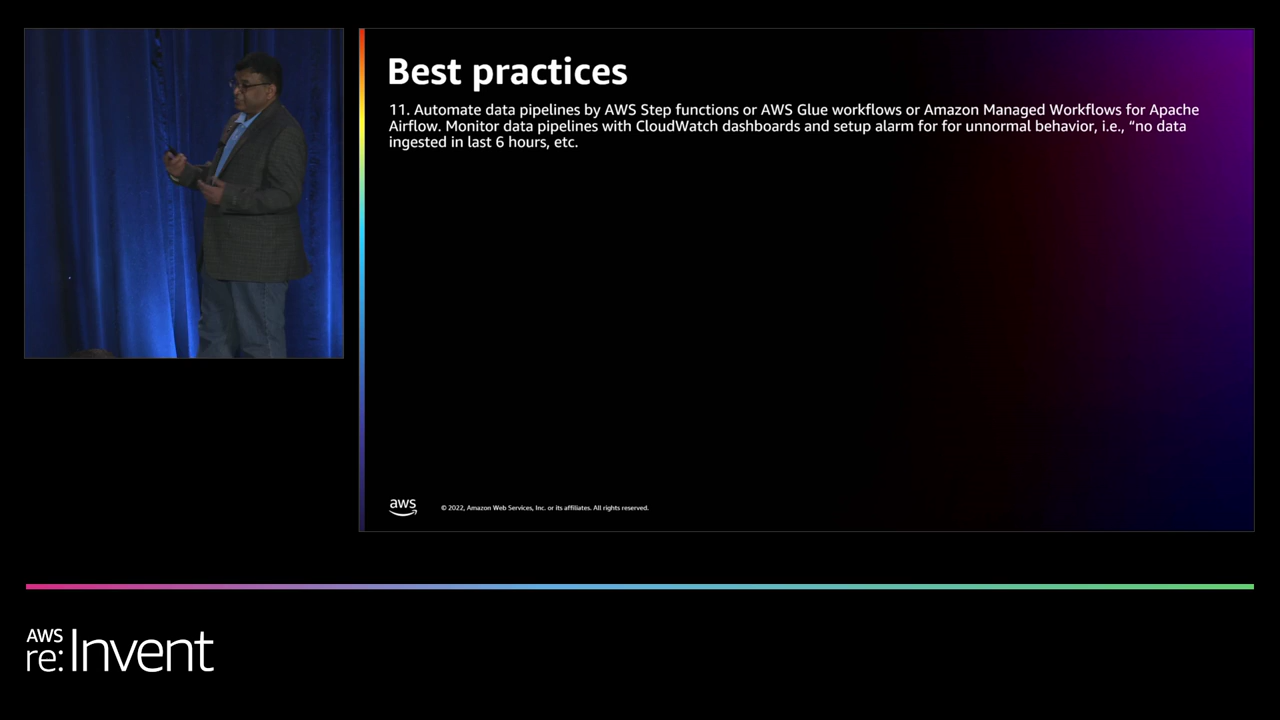 Best practices
11. Automate data pipelines by AWS Step functions or AWS Glue workflows or Amazon Managed Workflows for Apache
Airflow. Monitor data pipelines with CloudWatch dashboards and setup alarm for for unnormal behavior, i.e., “no data
ingested in last 6 hours, etc.
aws
© 2022, Amazon Web Services, Inc. or its affiliates. All rights reserved.
AWS
re:Invent